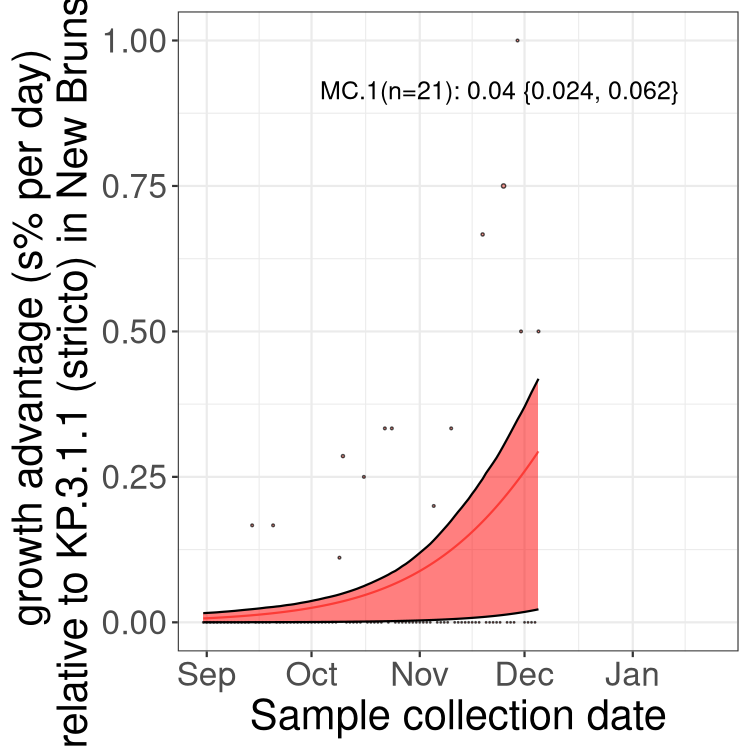 growth advantage (s% per day)
relative to KP.3.1.1 (stricto) in New Bruns
1.00
0.75
0.50
0.25
0.00
MC.1(n=21): 0.04 {0.024, 0.062}
Sep Oct Nov Dec Jan
Sample collection date